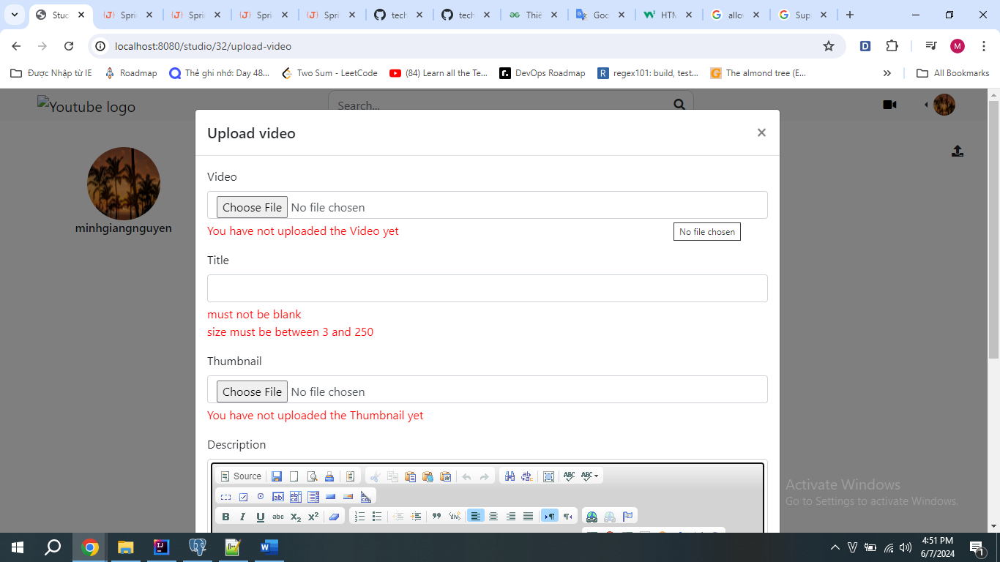 Stud
Spri
Spri
Spri
Spri
tech
tech
Thiế
Goo
HTM
allo
Sup
localhost:8080/studio/32/upload-video
D
M
Được Nhập từ IE
Roadmap
Thẻ ghi nhớ: Day 48...
Two Sum - LeetCode
(84) Learn all the Te...
DevOps Roadmap
regex101: build, test...
The almond tree (E...
All Bookmarks
Youtube logo
Search...
Upload video
minhgiangnguyen
Video
Choose File No file chosen
You have not uploaded the Video yet
No file chosen
Title
must not be blank
size must be between 3 and 250
Thumbnail
Choose File No file chosen
You have not uploaded the Thumbnail yet
Description
Source
Activate Windows
Go to Settings to activate Windows.
4:51 PM
6/7/2024
1